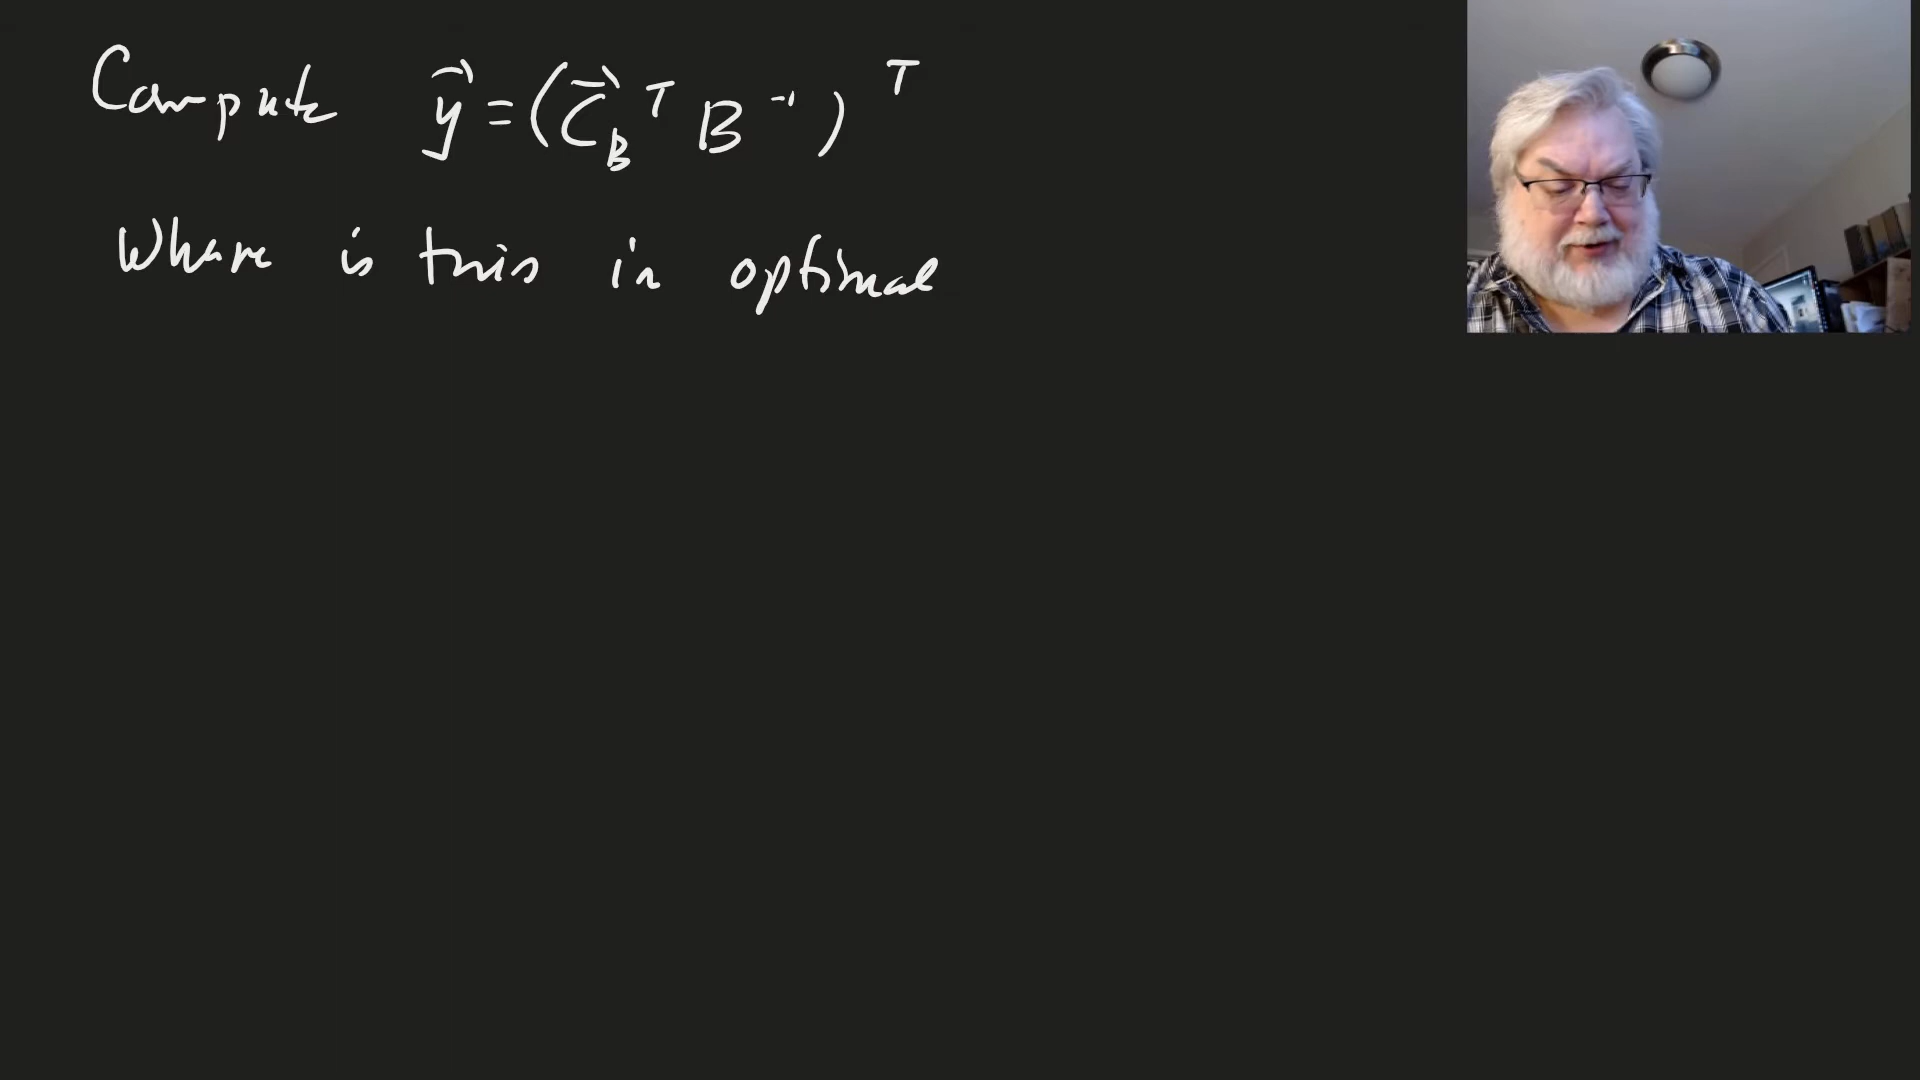 Compute y⃗ = (C⃗_B^T B^-1)^T
Where is this in optimal